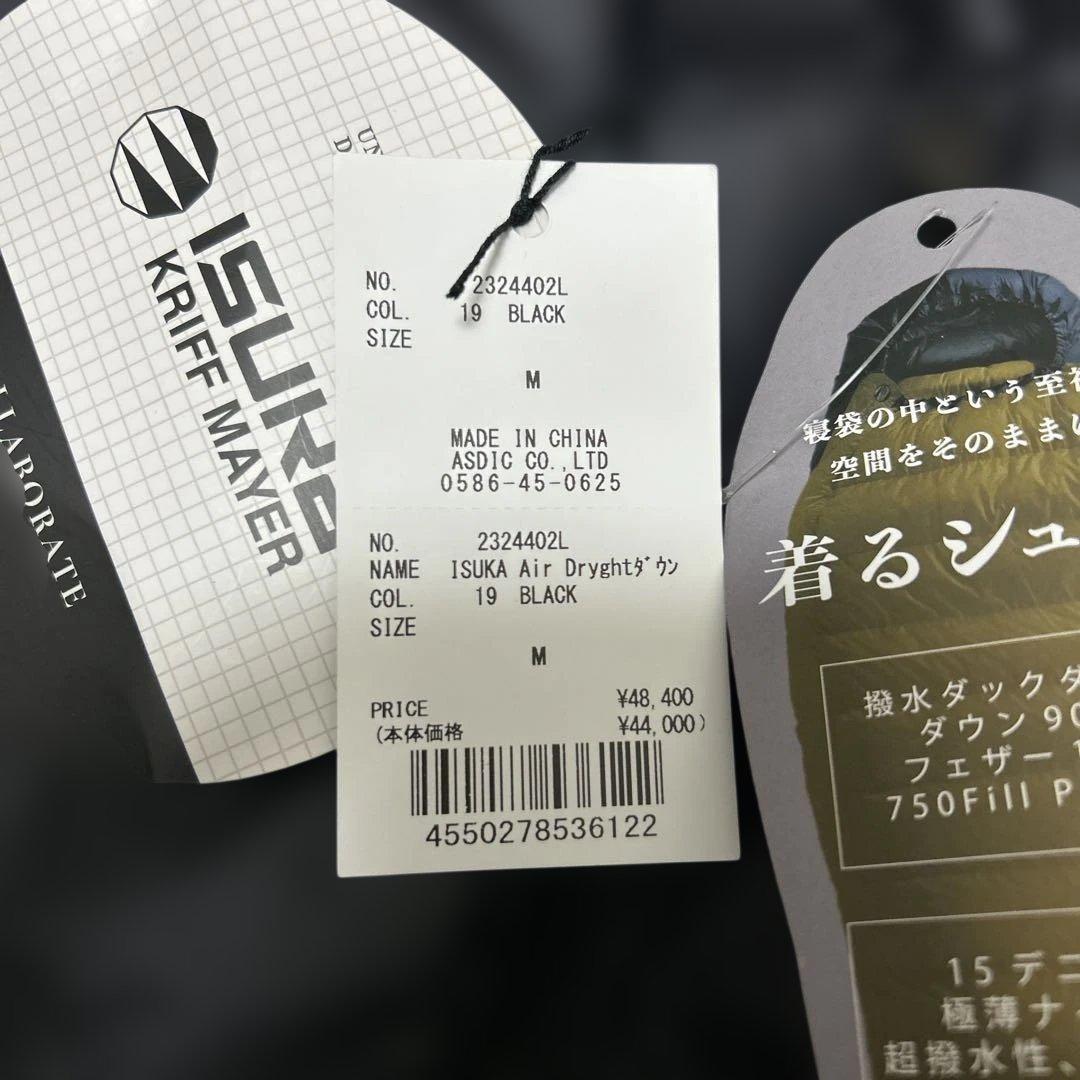 ISUKA
KRIFF MAYER
LLABORATE
NO. 2324402L
COL. 19 BLACK
SIZE
M
MADE IN CHINA
ASDIC CO.,LTD
0586-45-0625
NO. 2324402L
NAME ISUKA Air Dryghtダウン
COL. 19 BLACK
SIZE
M
PRICE ¥48,400
(本体価格 ¥44,000)
4550278536122
寝袋の中という至
空間をそのまま
着るシュ
撥水ダックダ
ダウン 90
フェザー 1
750Fill P
15 デニ
極薄ナイ
超撥水性、